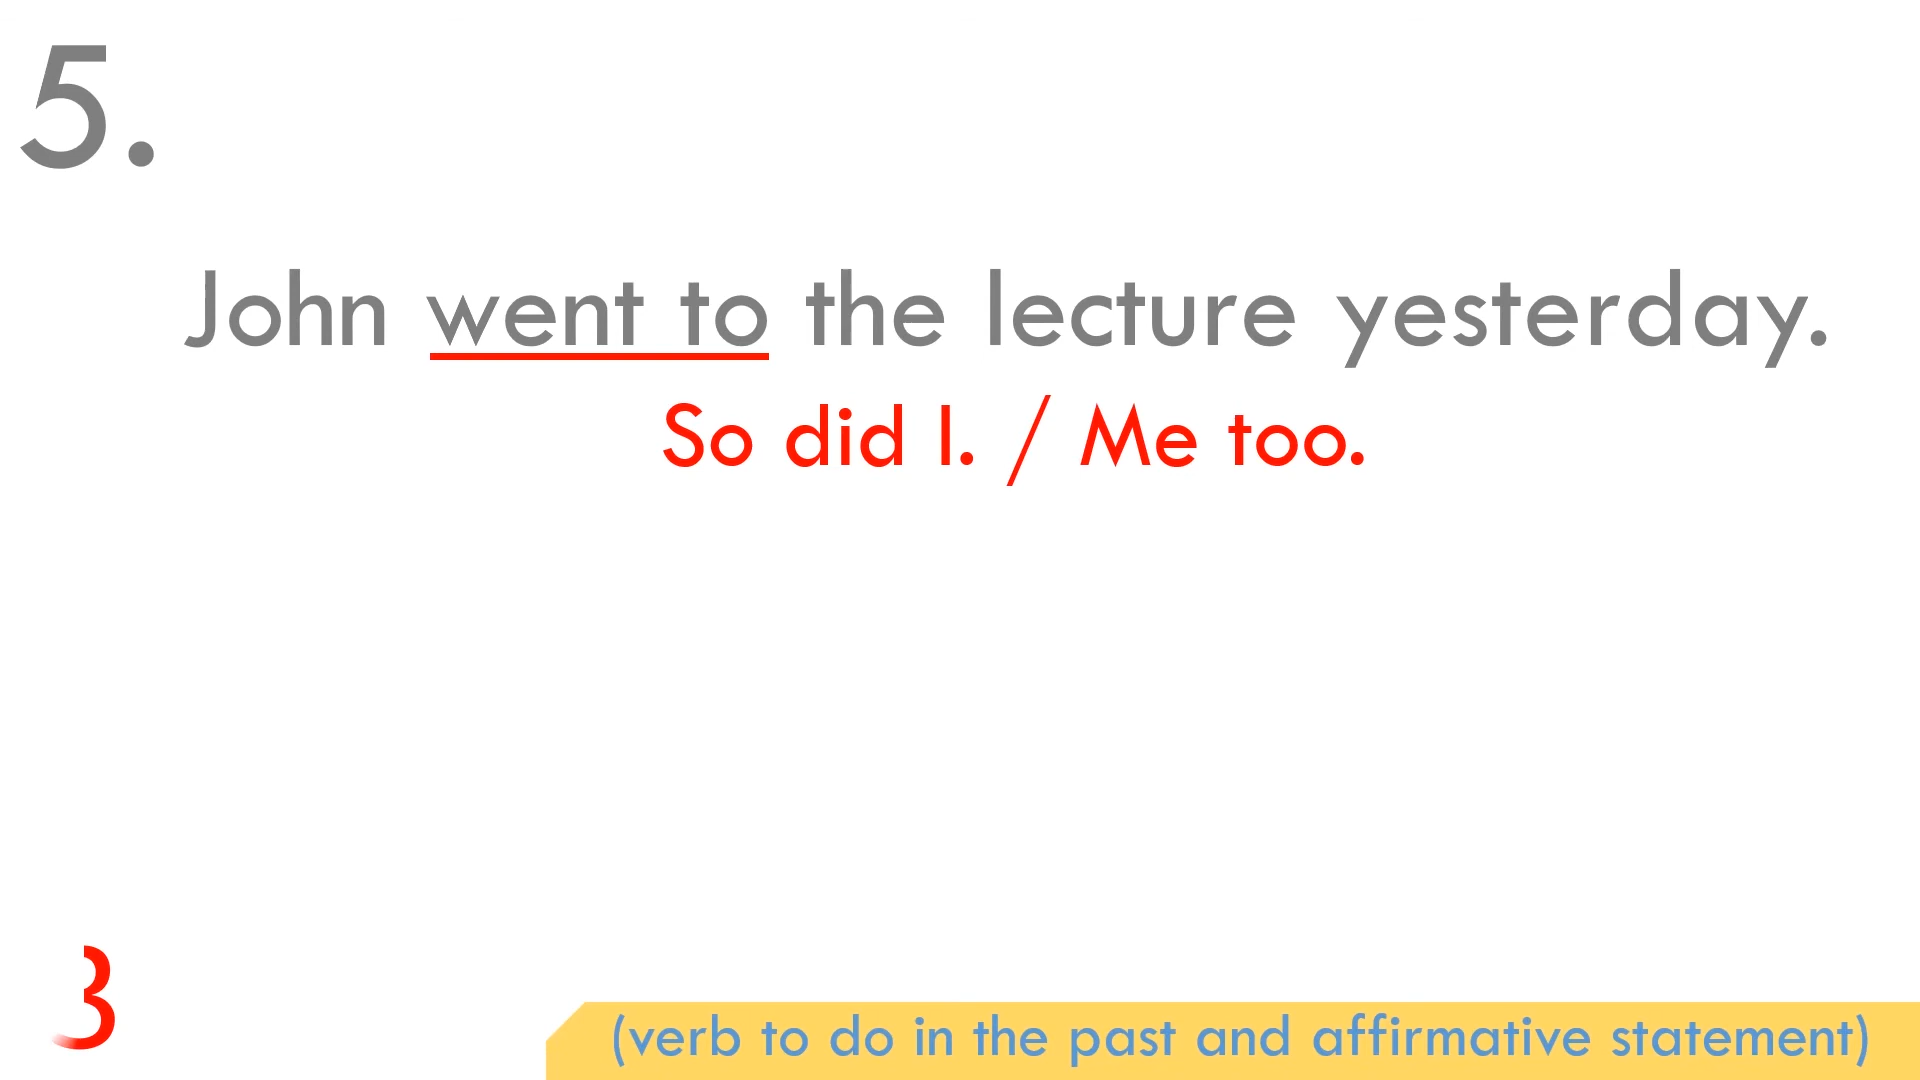 5.
John went to the lecture yesterday.
So did I. / Me too.
3
(verb to do in the past and affirmative statement)